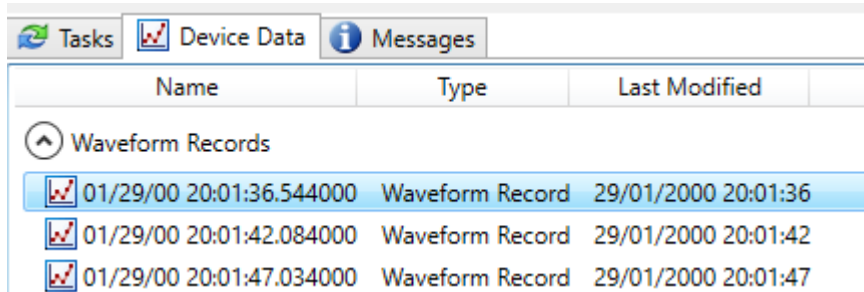 Tasks Device Data Messages
Name Type Last Modified
Waveform Records
01/29/00 20:01:36.544000 Waveform Record 29/01/2000 20:01:36
01/29/00 20:01:42.084000 Waveform Record 29/01/2000 20:01:42
01/29/00 20:01:47.034000 Waveform Record 29/01/2000 20:01:47